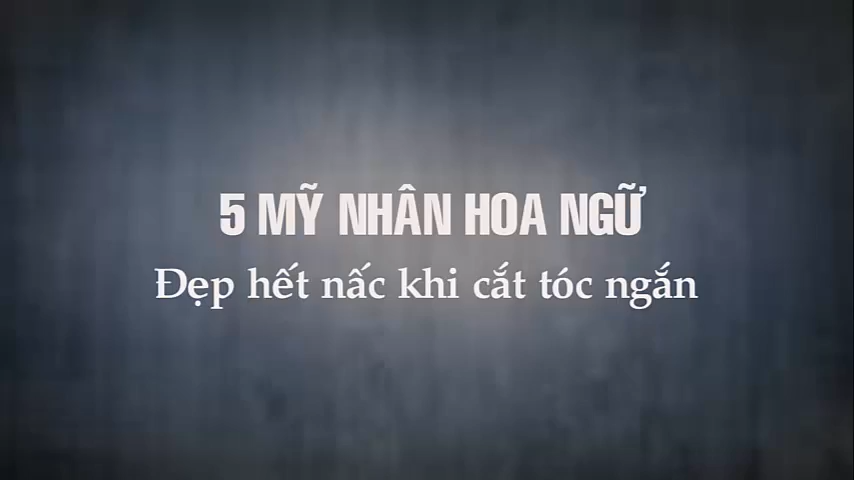 5 MỸ NHÂN HOA NGỮ
Đẹp hết nấc khi cắt tóc ngắn